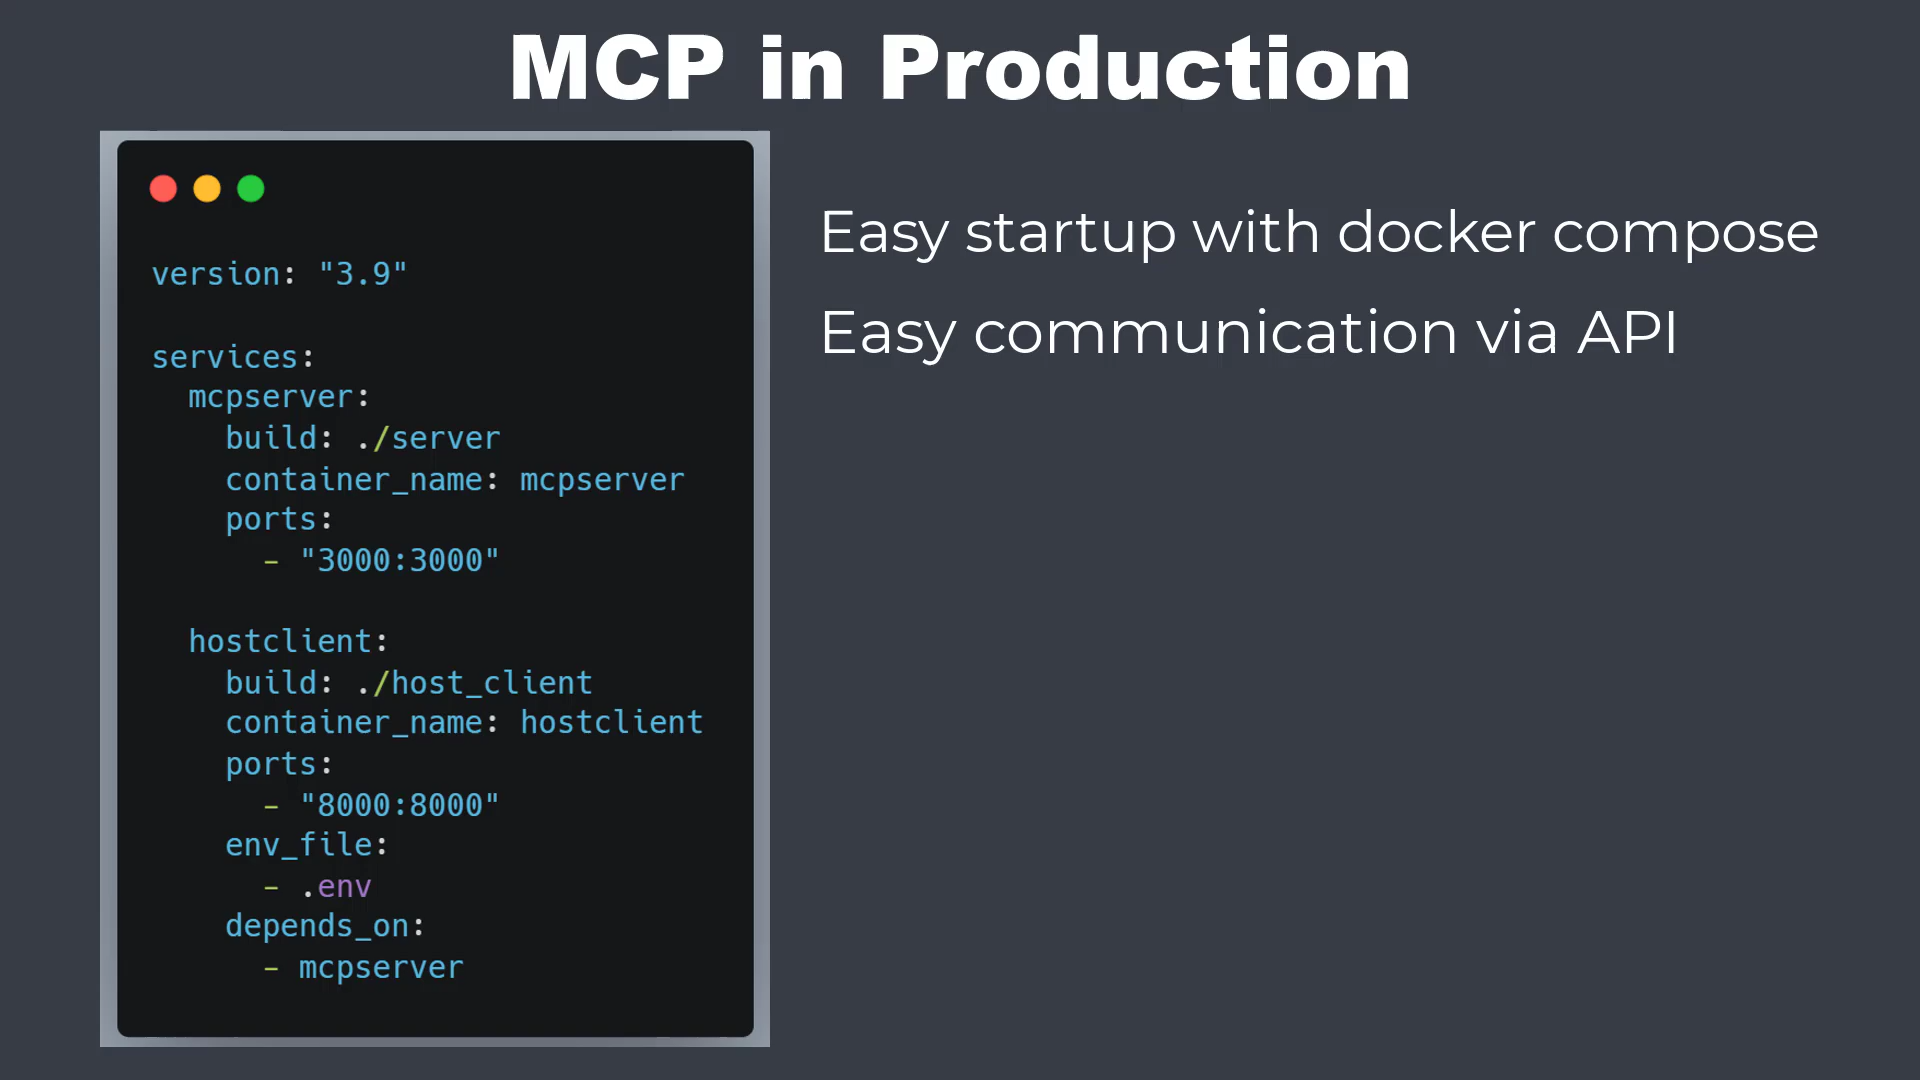 MCP in Production
version: "3.9"
services:
mcpserver:
build: ./server
container_name: mcpserver
ports:
- "3000:3000"
hostclient:
build: ./host_client
container_name: hostclient
ports:
- "8000:8000"
env_file:
- .env
depends_on:
- mcpserver
Easy startup with docker compose
Easy communication via API